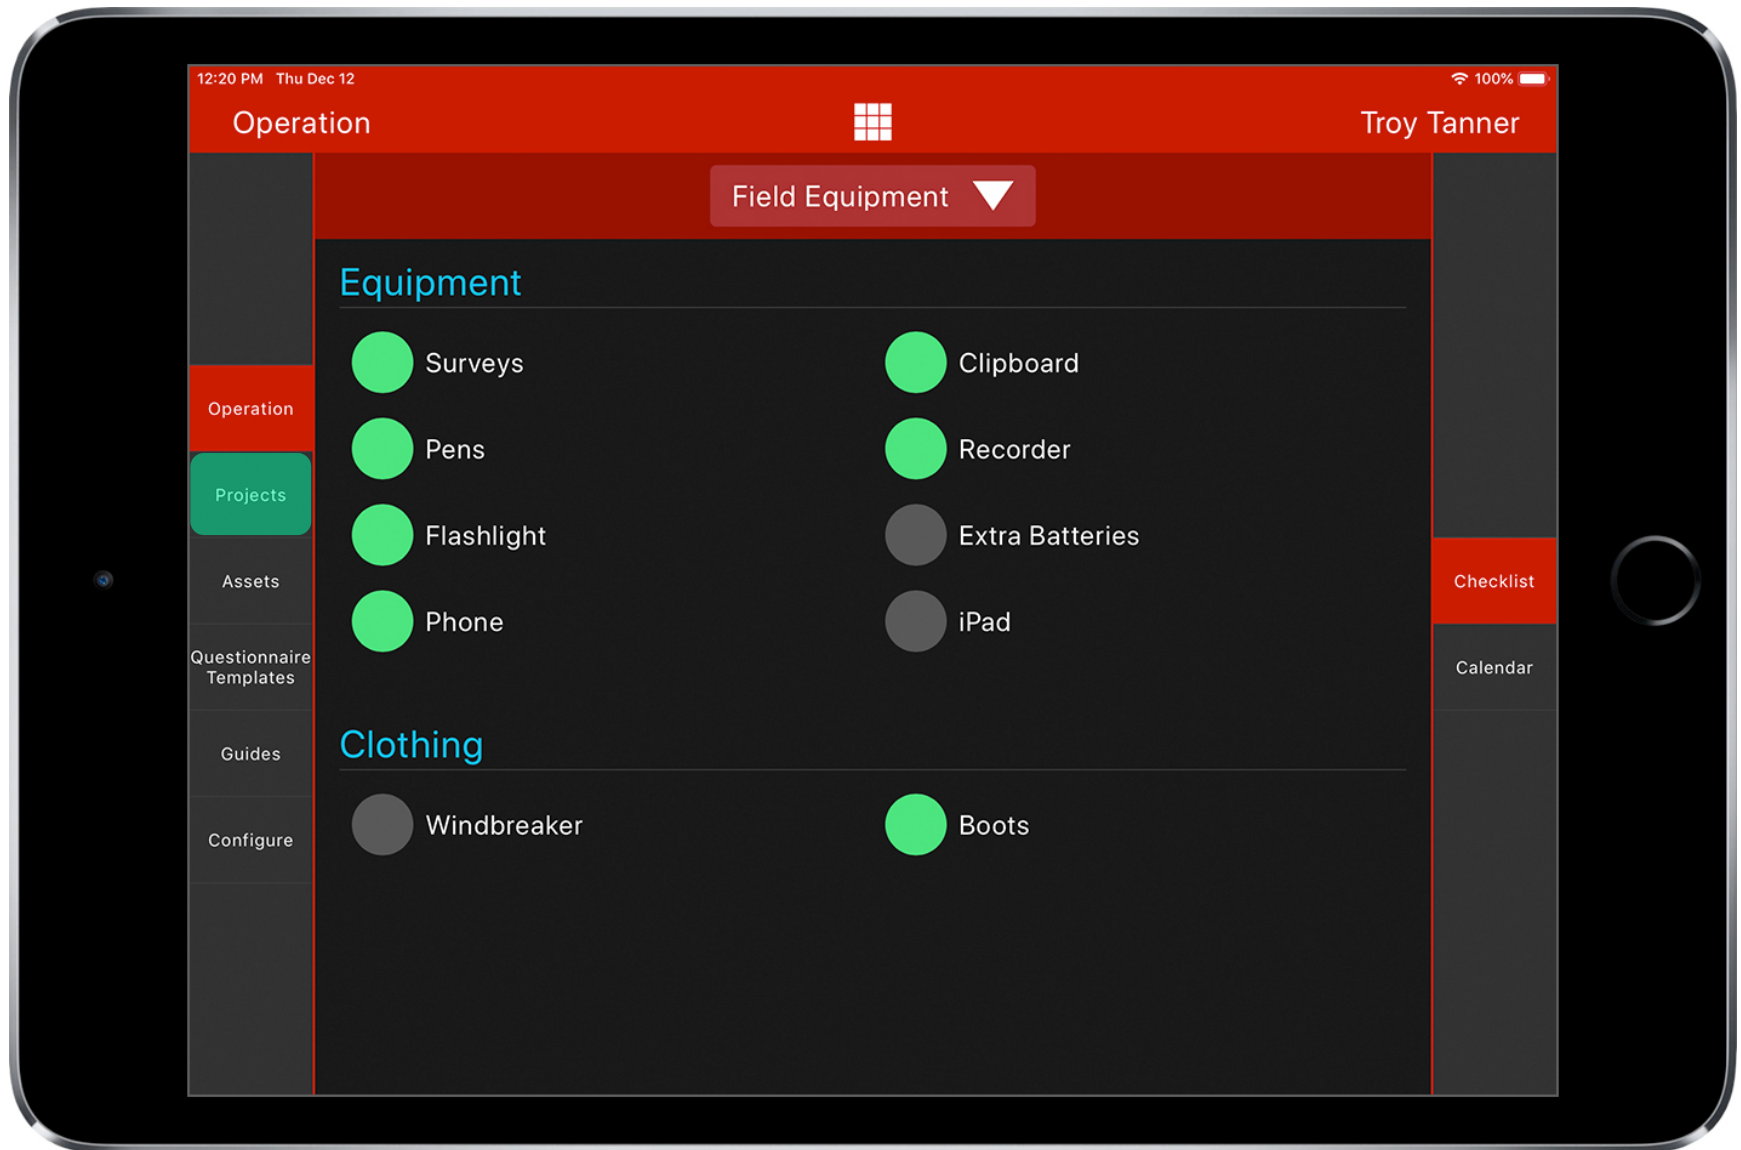 12:20 PM Thu Dec 12
100%
Operation
Troy Tanner
Field Equipment
Equipment
Surveys
Clipboard
Pens
Recorder
Flashlight
Extra Batteries
Phone
iPad
Clothing
Windbreaker
Boots
Operation
Projects
Assets
Questionnaire
Templates
Guides
Configure
Checklist
Calendar